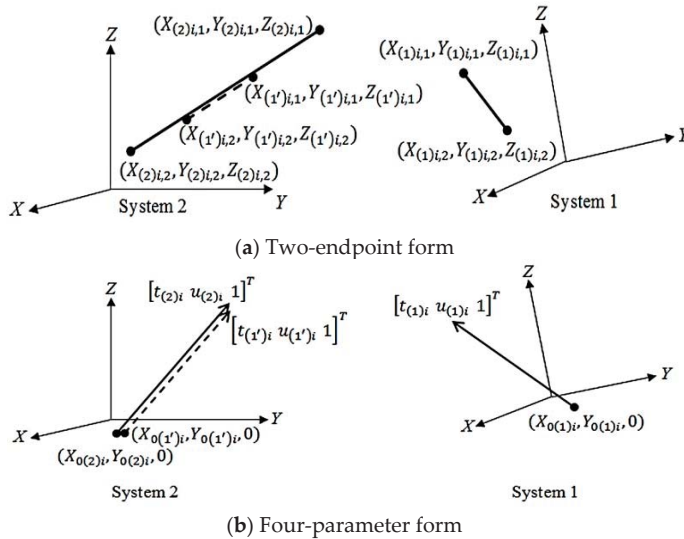 Z
(X(2)i,1, Y(2)i,1, Z(2)i,1)
(X(1')i,1, Y(1')i,1, Z(1')i,1)
(X(1')i,2, Y(1')i,2, Z(1')i,2)
(X(2)i,2, Y(2)i,2, Z(2)i,2)
X
System 2
Y
Z
(X(1)i,1, Y(1)i,1, Z(1)i,1)
Y
(X(1)i,2, Y(1)i,2, Z(1)i,2)
X
System 1
(a) Two-endpoint form
Z
[t(2)i u(2)i 1]^T
[t(1')i u(1')i 1]^T
X
Y
(X0(1')i, Y0(1')i, 0)
(X0(2)i, Y0(2)i, 0)
System 2
Z
[t(1)i u(1)i 1]^T
Y
X
(X0(1)i, Y0(1)i, 0)
System 1
(b) Four-parameter form